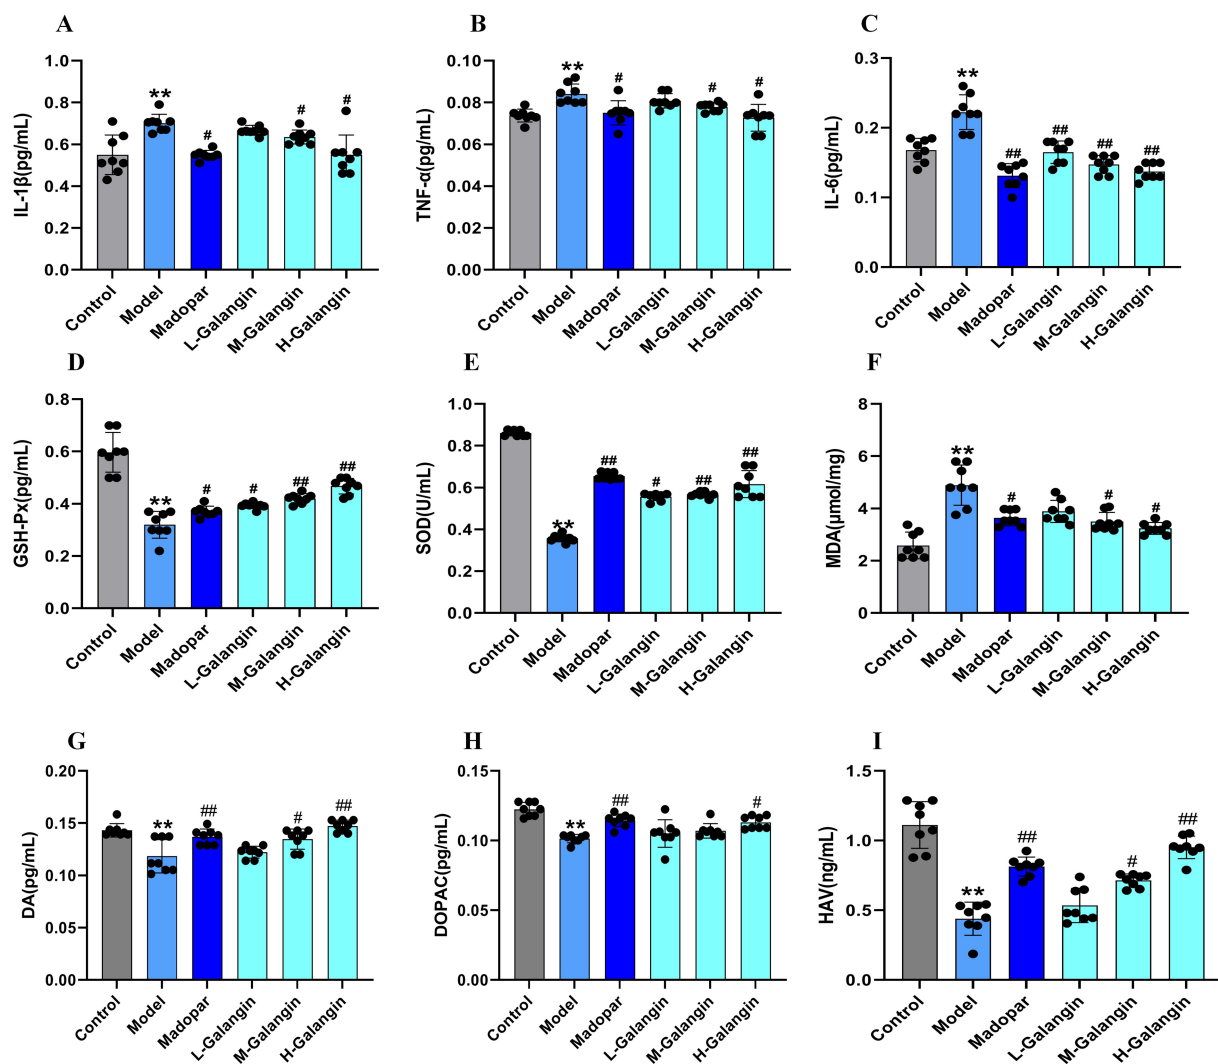 A
IL-1β(pg/mL)
1.0
0.8
0.6
0.4
0.2
0.0
**
#
#
#
Control
Model
Madopar
L-Galangin
M-Galangin
H-Galangin
B
TNF-α(pg/mL)
0.10
0.08
0.06
0.04
0.02
0.00
**
#
#
#
Control
Model
Madopar
L-Galangin
M-Galangin
H-Galangin
C
IL-6(pg/mL)
0.3
0.2
0.1
0.0
**
##
##
##
##
Control
Model
Madopar
L-Galangin
M-Galangin
H-Galangin
D
GSH-Px(pg/mL)
0.8
0.6
0.4
0.2
0.0
**
#
#
##
##
Control
Model
Madopar
L-Galangin
M-Galangin
H-Galangin
E
SOD(U/mL)
1.0
0.8
0.6
0.4
0.2
0.0
**
##
#
##
##
Control
Model
Madopar
L-Galangin
M-Galangin
H-Galangin
F
MDA(μmol/mg)
8
6
4
2
0
**
#
#
#
Control
Model
Madopar
L-Galangin
M-Galangin
H-Galangin
G
DA(pg/mL)
0.20
0.15
0.10
0.05
0.00
**
##
#
##
Control
Model
Madopar
L-Galangin
M-Galangin
H-Galangin
H
DOPAC(pg/mL)
0.15
0.10
0.05
0.00
**
##
#
Control
Model
Madopar
L-Galangin
M-Galangin
H-Galangin
I
HAV(ng/mL)
1.5
1.0
0.5
0.0
**
##
#
##
Control
Model
Madopar
L-Galangin
M-Galangin
H-Galangin